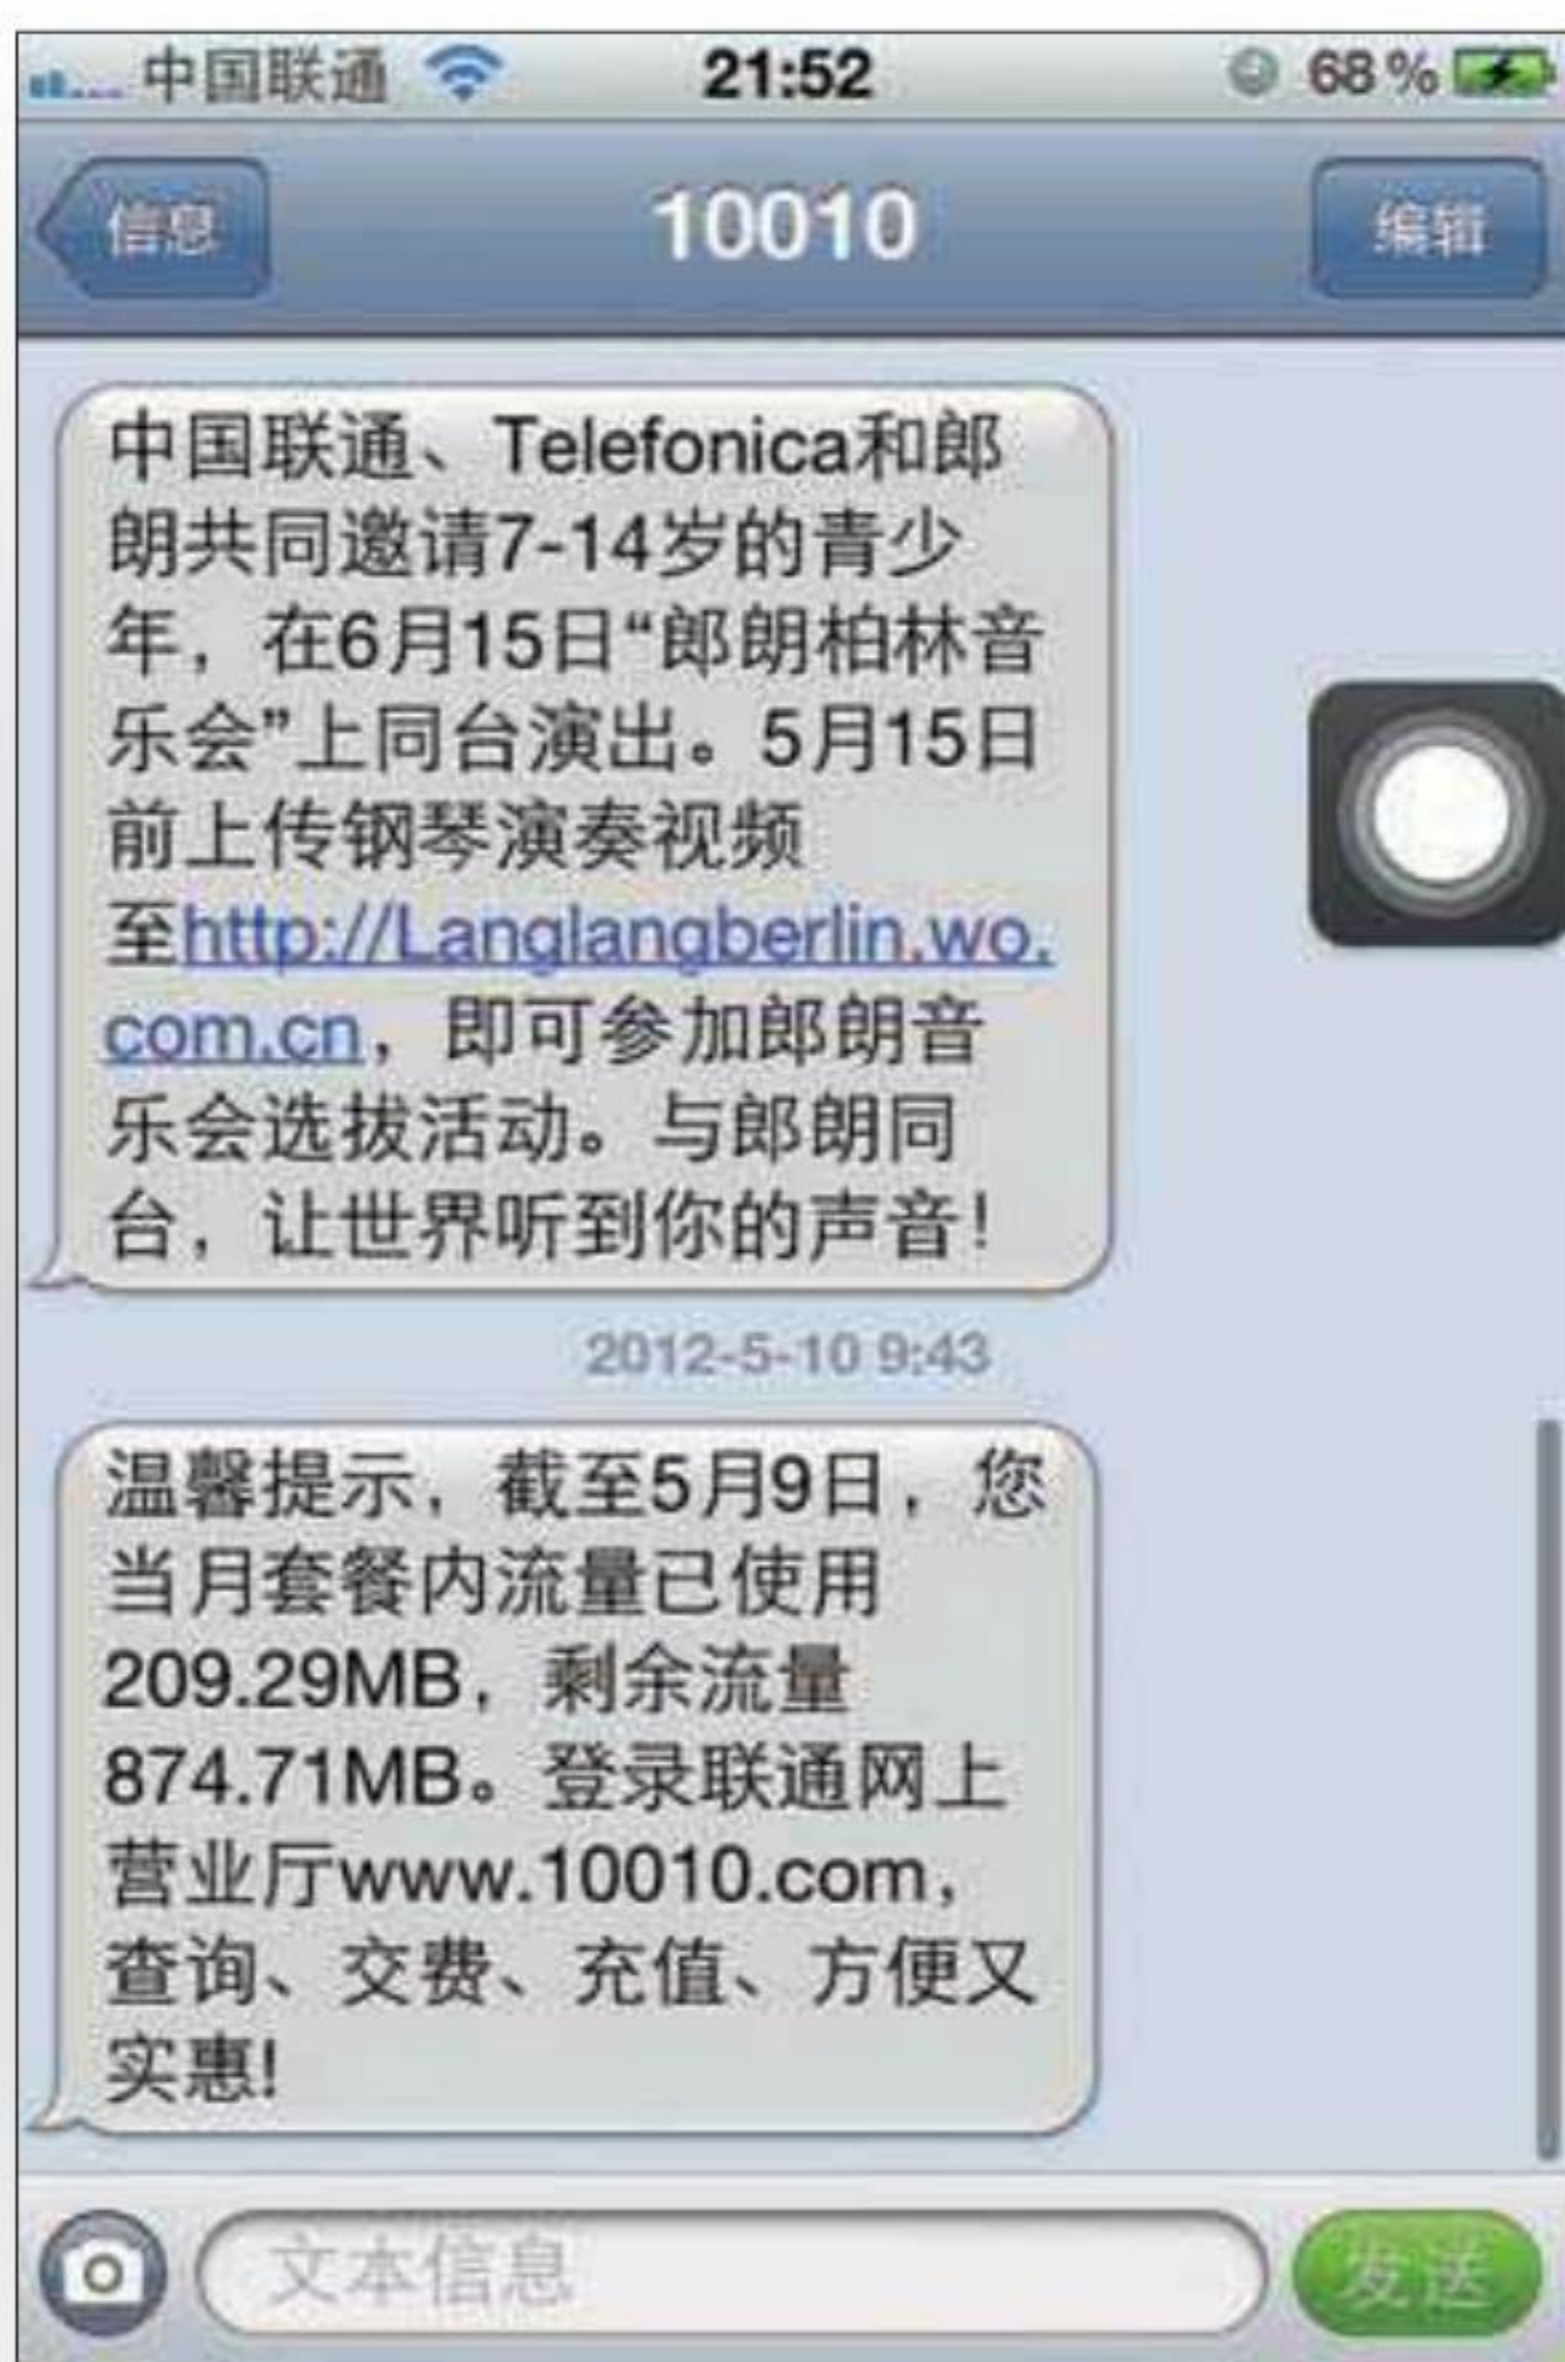 中国联通 21:52 68%
信息 10010 编辑
中国联通、Telefonica和郎
朗共同邀请7-14岁的青少
年，在6月15日“郎朗柏林音
乐会”上同台演出。5月15日
前上传钢琴演奏视频
至http://Langlangberlin.wo.
com.cn，即可参加郎朗音
乐会选拔活动。与郎朗同
台，让世界听到你的声音！
2012-5-10 9:43
温馨提示，截至5月9日，您
当月套餐内流量已使用
209.29MB，剩余流量
874.71MB。登录联通网上
营业厅www.10010.com，
查询、交费、充值、方便又
实惠!
文本信息 发送